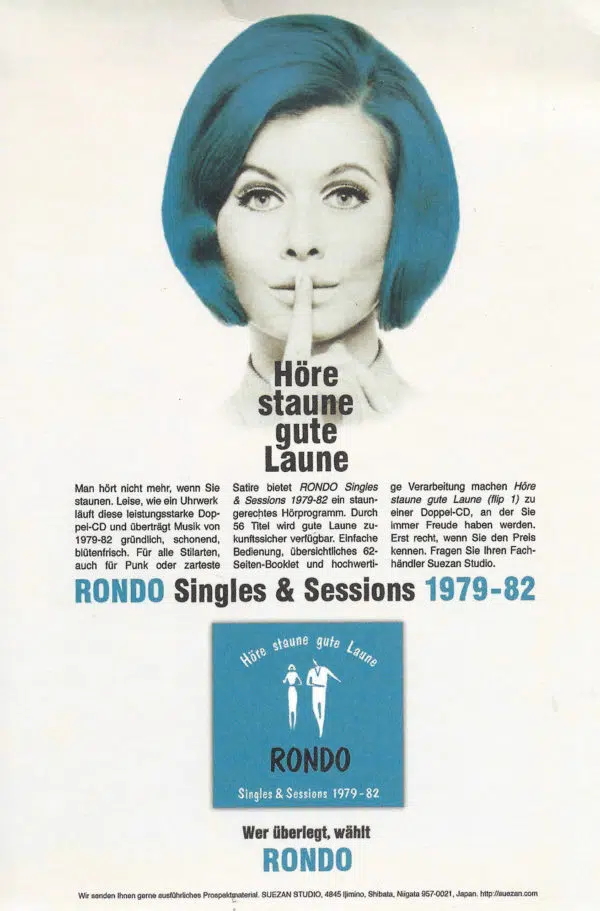 Höre
staune
gute
Laune
Man hört nicht mehr, wenn Sie
staunen. Leise, wie ein Uhrwerk
läuft diese leistungsstarke Dop-
pel-CD und überträgt Musik von
1979-82 gründlich, schonend,
blütenfrisch. Für alle Stilarten,
auch für Punk oder zarteste
Satire bietet RONDO Singles
& Sessions 1979-82 ein staun-
gerechtes Hörprogramm. Durch
56 Titel wird gute Laune zu-
kunftssicher verfügbar. Einfache
Bedienung, übersichtliches 62-
Seiten-Booklet und hochwerti-
ge Verarbeitung machen Höre
staune gute Laune (flip 1) zu
einer Doppel-CD, an der Sie
immer Freude haben werden.
Erst recht, wenn Sie den Preis
kennen. Fragen Sie Ihren Fach-
händler Suezan Studio.
RONDO Singles & Sessions 1979-82
Höre staune gute Laune
RONDO
Singles & Sessions 1979-82
Wer überlegt, wählt
RONDO
Wir senden Ihnen gerne ausführliches Prospektmaterial. SUEZAN STUDIO, 4845 Ijimino, Shibata, Niigata 957-0021, Japan. http://suezan.com